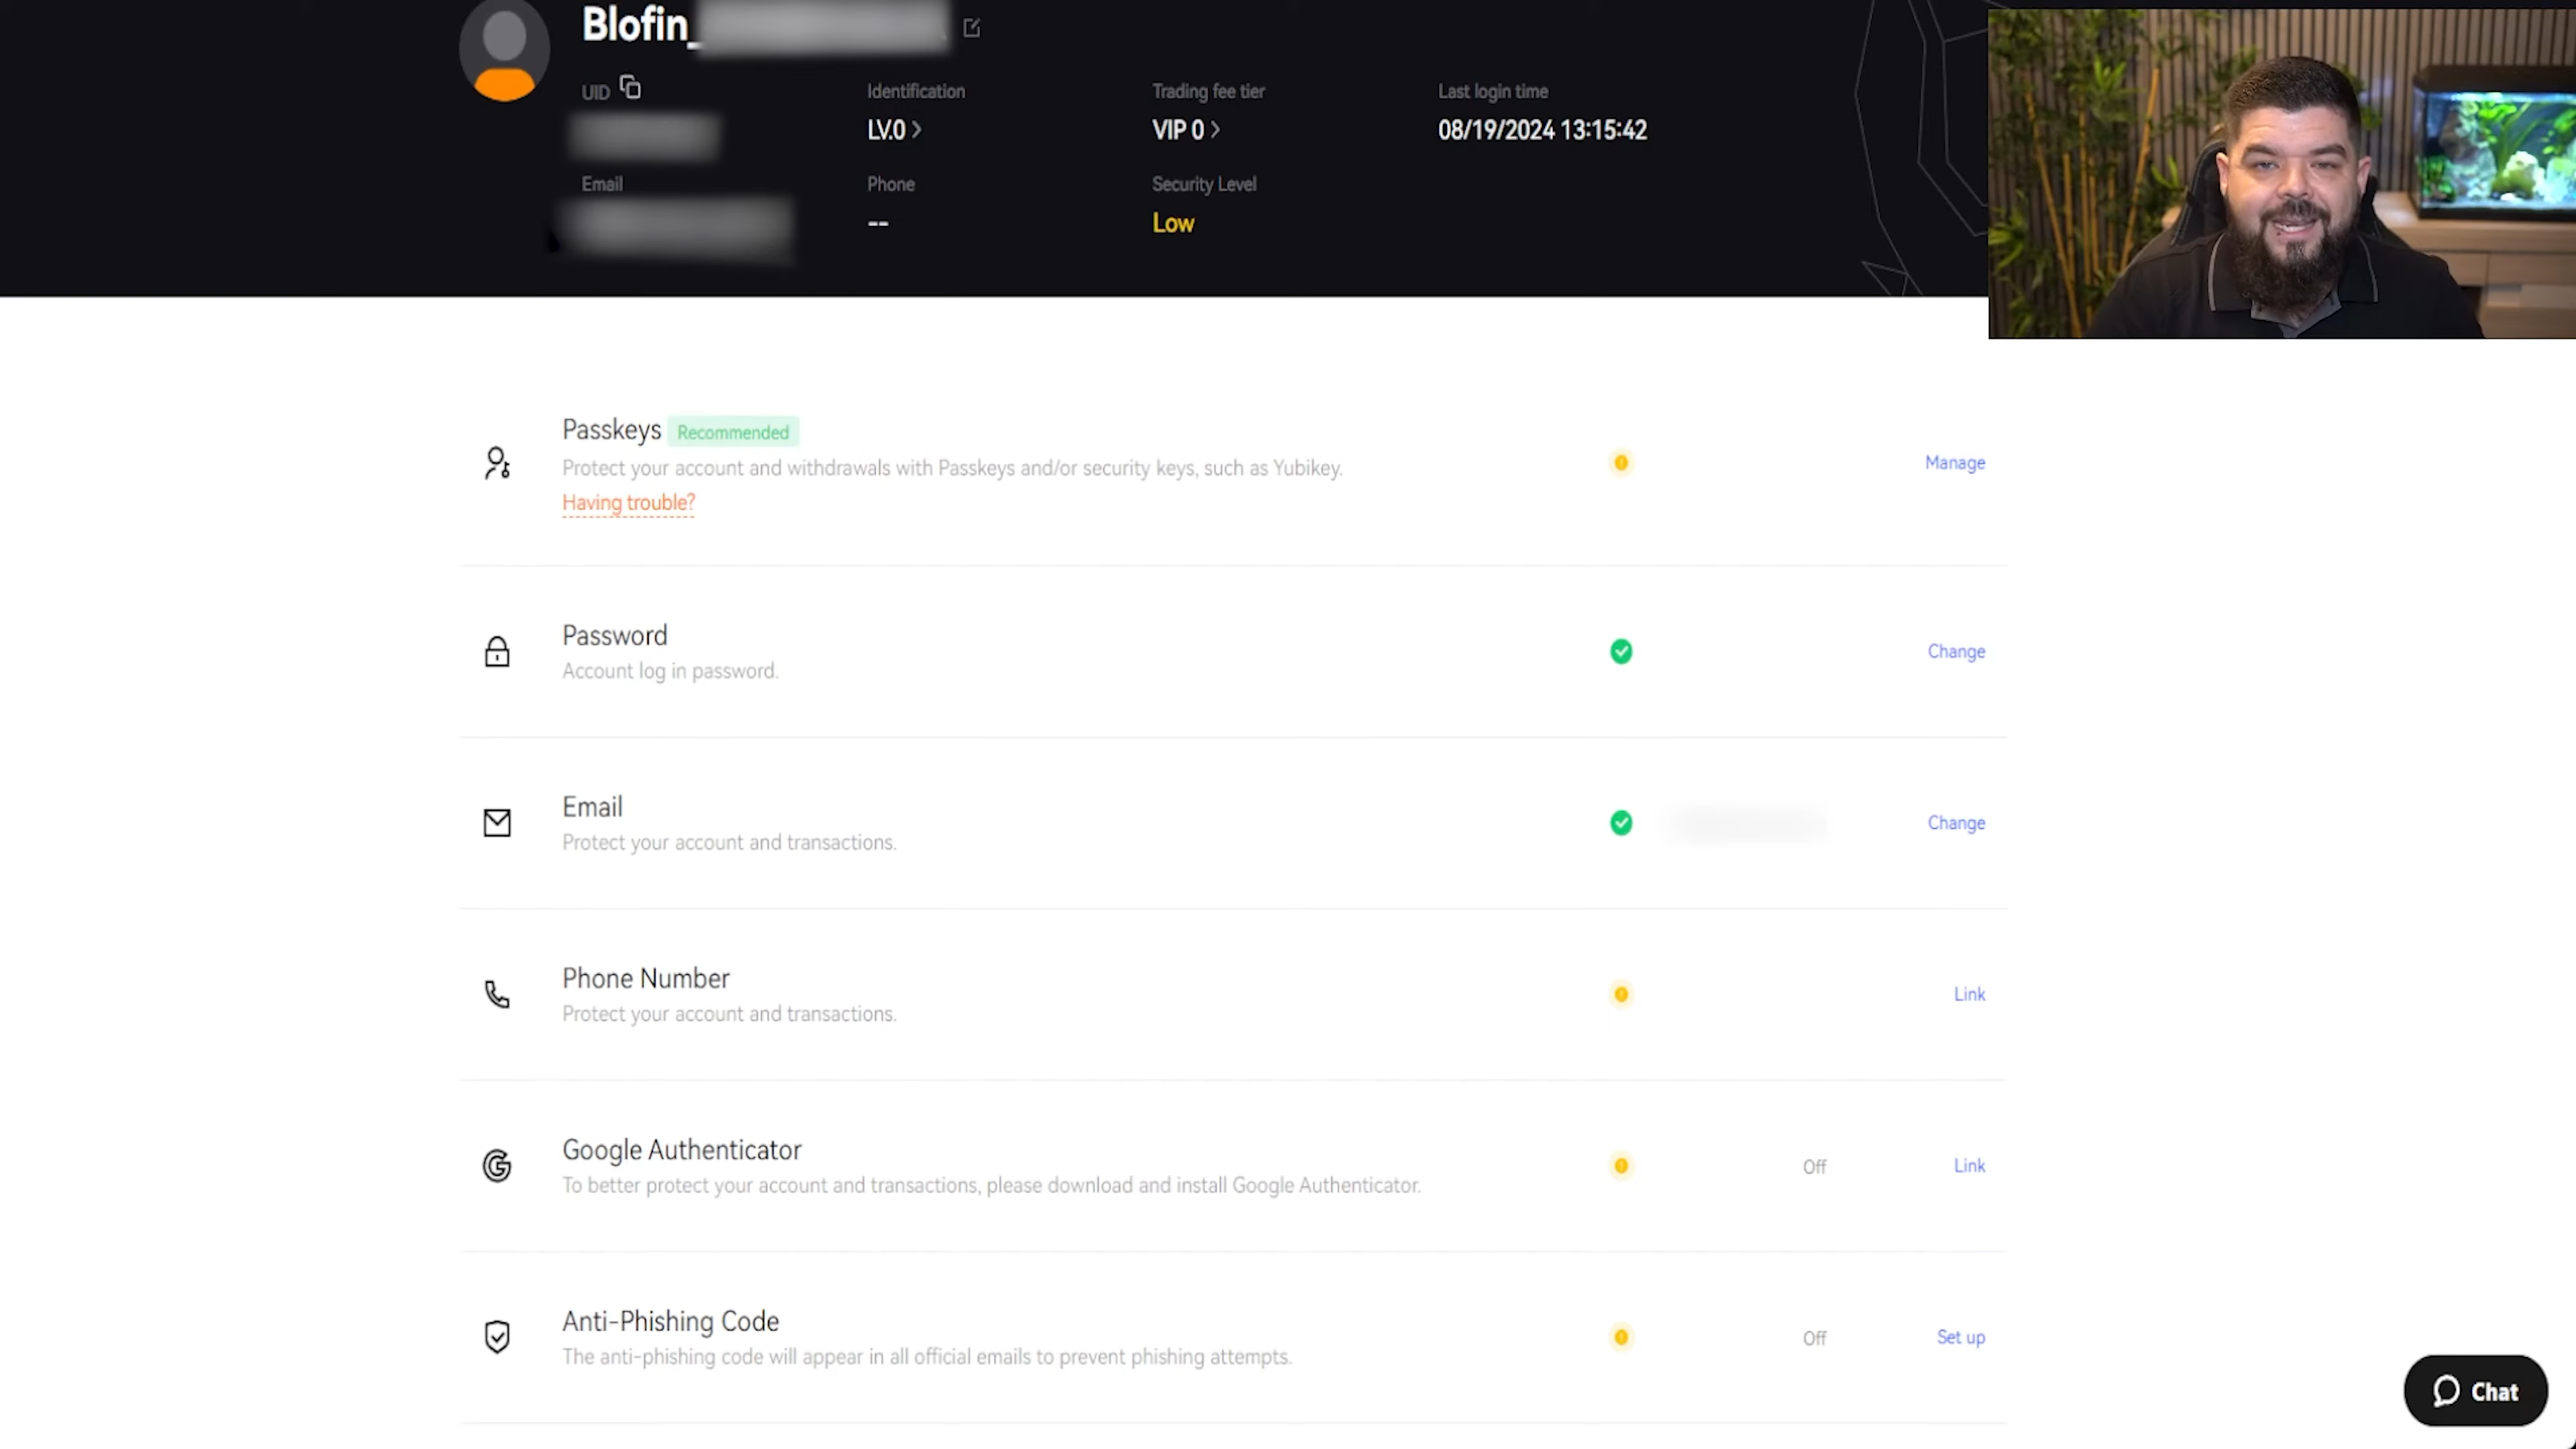 Blofin_
UID
Identification
LV.0 >
Trading fee tier
VIP 0 >
Last login time
08/19/2024 13:15:42
Email
Phone
--
Security Level
Low
Passkeys Recommended
Protect your account and withdrawals with Passkeys and/or security keys, such as Yubikey.
Having trouble?
Manage
Password
Account log in password.
Change
Email
Protect your account and transactions.
Change
Phone Number
Protect your account and transactions.
Link
Google Authenticator
To better protect your account and transactions, please download and install Google Authenticator.
Off
Link
Anti-Phishing Code
The anti-phishing code will appear in all official emails to prevent phishing attempts.
Off
Set up
Chat